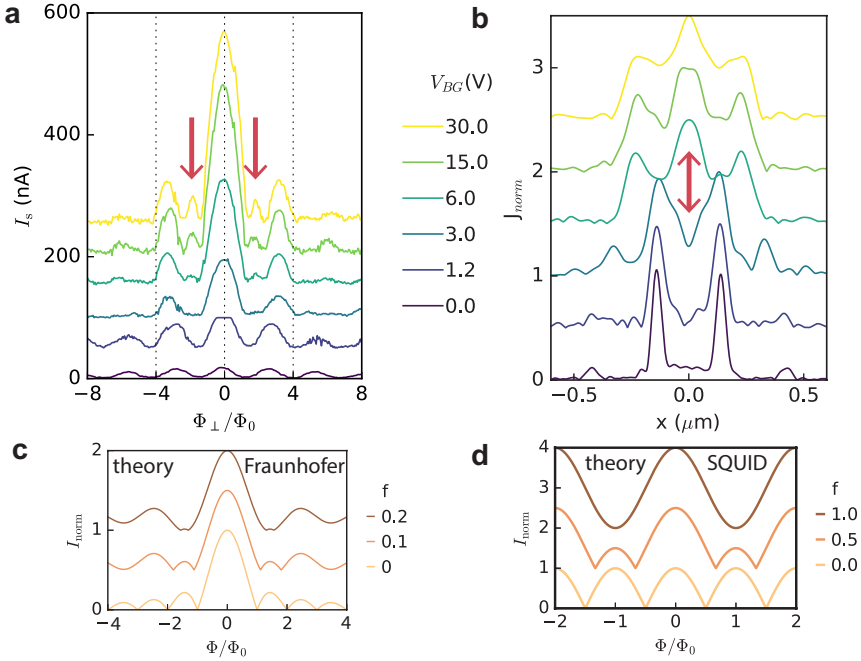 a
600
400
200
0
I_s (nA)
−8
−4
0
4
8
Φ⊥/Φ₀
V_BG(V)
30.0
15.0
6.0
3.0
1.2
0.0
b
3
2
1
0
J_norm
−0.5
0.0
0.5
x (μm)
c
theory
Fraunhofer
2
1
0
I_norm
−4
−2
0
2
4
Φ/Φ₀
f
0.2
0.1
0
d
theory
SQUID
4
3
2
1
0
I_norm
−2
−1
0
1
2
Φ/Φ₀
f
1.0
0.5
0.0